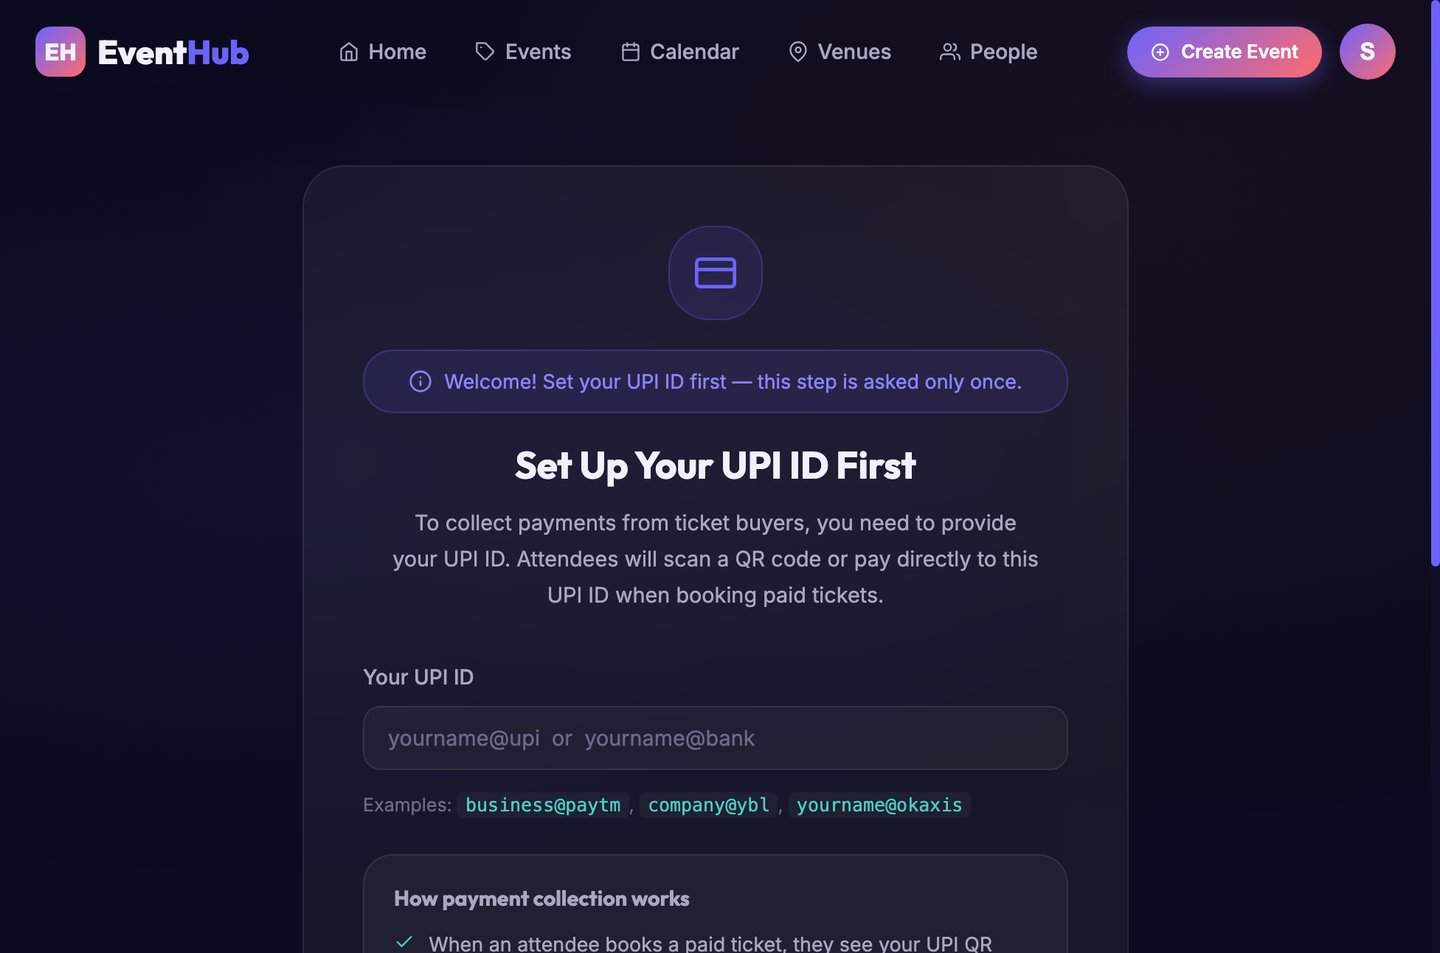 EH EventHub Home Events Calendar Venues People Create Event S
Welcome! Set your UPI ID first — this step is asked only once.
Set Up Your UPI ID First
To collect payments from ticket buyers, you need to provide
your UPI ID. Attendees will scan a QR code or pay directly to this
UPI ID when booking paid tickets.
Your UPI ID
yourname@upi or yourname@bank
Examples: business@paytm , company@ybl , yourname@okaxis
How payment collection works
When an attendee books a paid ticket, they see your UPI QR